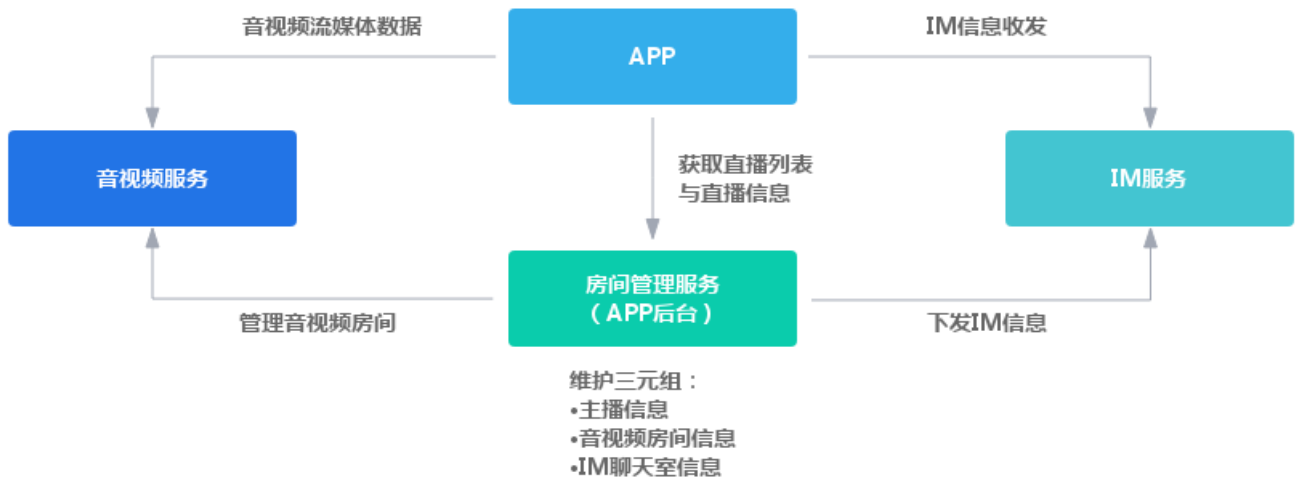 音视频流媒体数据
APP
IM信息收发
音视频服务
获取直播列表
与直播信息
IM服务
房间管理服务
（APP后台）
管理音视频房间
下发IM信息
维护三元组：
•主播信息
•音视频房间信息
•IM聊天室信息